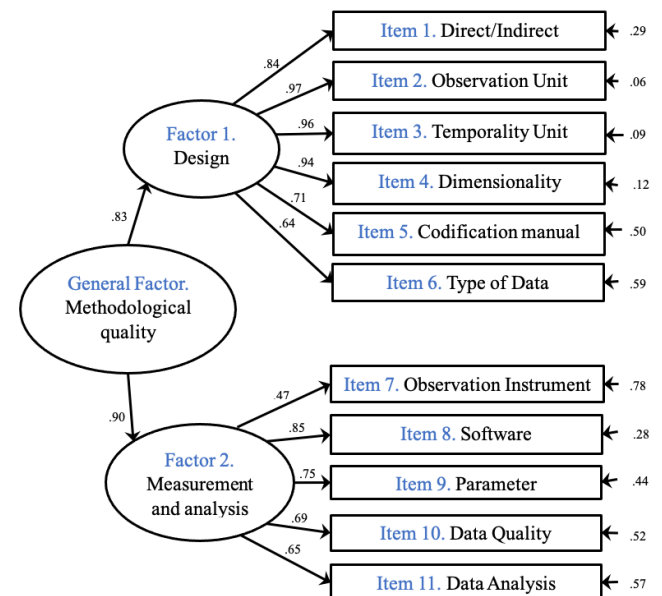 Item 1. Direct/Indirect
.29
.84
Item 2. Observation Unit
.06
.97
Item 3. Temporality Unit
.09
.96
Factor 1.
Design
.94
Item 4. Dimensionality
.12
.71
Item 5. Codification manual
.50
.64
Item 6. Type of Data
.59
.83
General Factor.
Methodological
quality
.90
Item 7. Observation Instrument
.78
.47
Item 8. Software
.28
.85
Factor 2.
Measurement
and analysis
.75
Item 9. Parameter
.44
.69
Item 10. Data Quality
.52
.65
Item 11. Data Analysis
.57